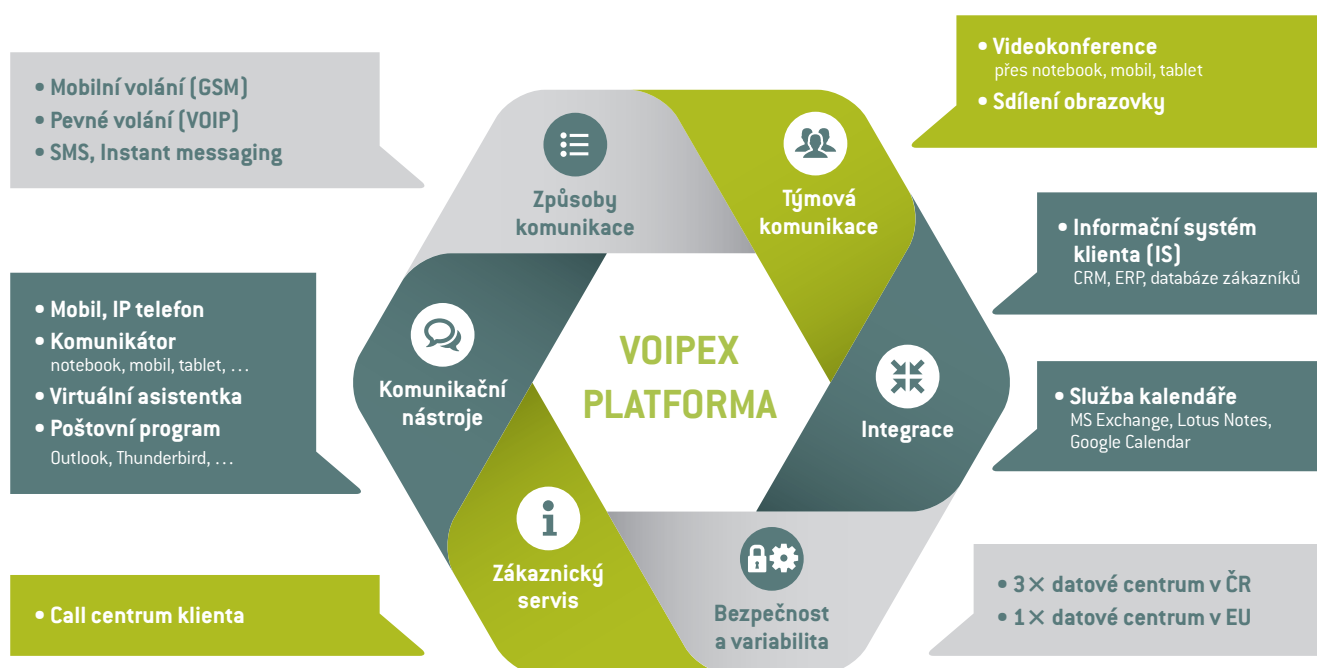 • Mobilní volání (GSM)
• Pevné volání (VOIP)
• SMS, Instant messaging
• Videokonference
přes notebook, mobil, tablet
• Sdílení obrazovky
Způsoby
komunikace
Týmová
komunikace
• Informační systém
klienta (IS)
CRM, ERP, databáze zákazníků
• Mobil, IP telefon
• Komunikátor
notebook, mobil, tablet, ...
• Virtuální asistentka
• Poštovní program
Outlook, Thunderbird, ...
Komunikační
nástroje
VOIPEX
PLATFORMA
Integrace
• Služba kalendáře
MS Exchange, Lotus Notes,
Google Calendar
Zákaznický
servis
Bezpečnost
a variabilita
• Call centrum klienta
• 3× datové centrum v ČR
• 1× datové centrum v EU